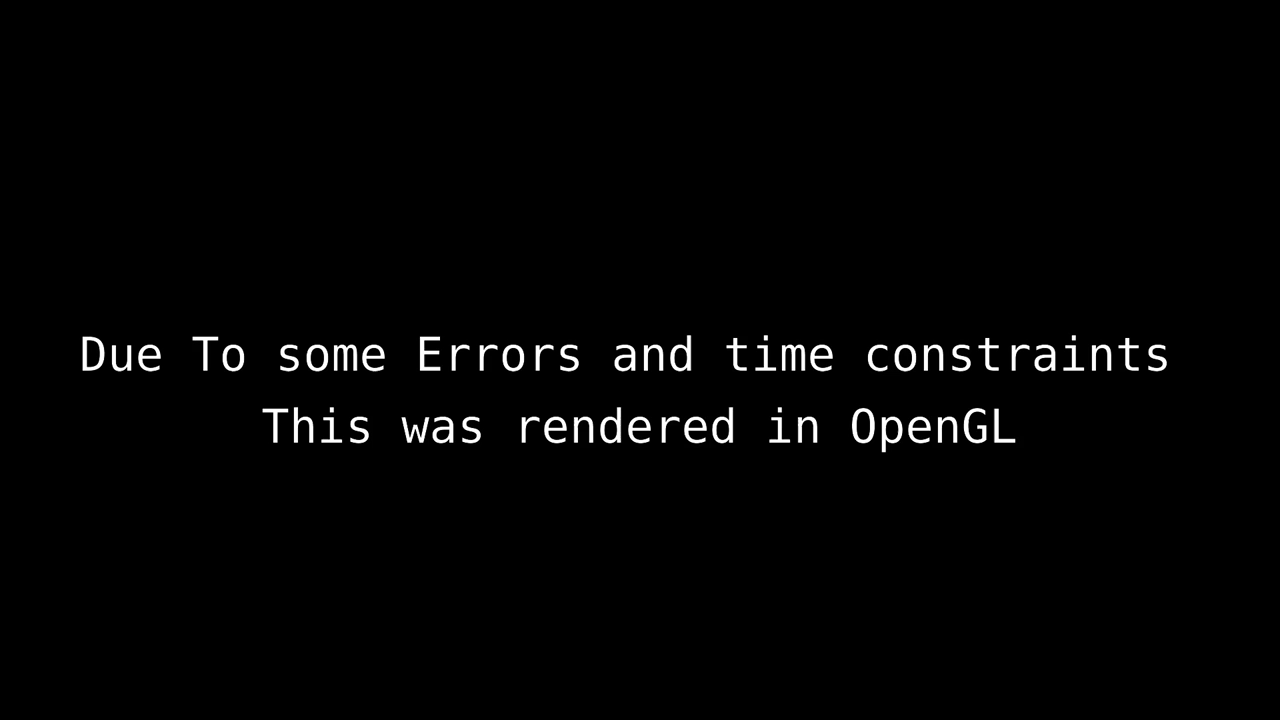 Due To some Errors and time constraints
This was rendered in OpenGL